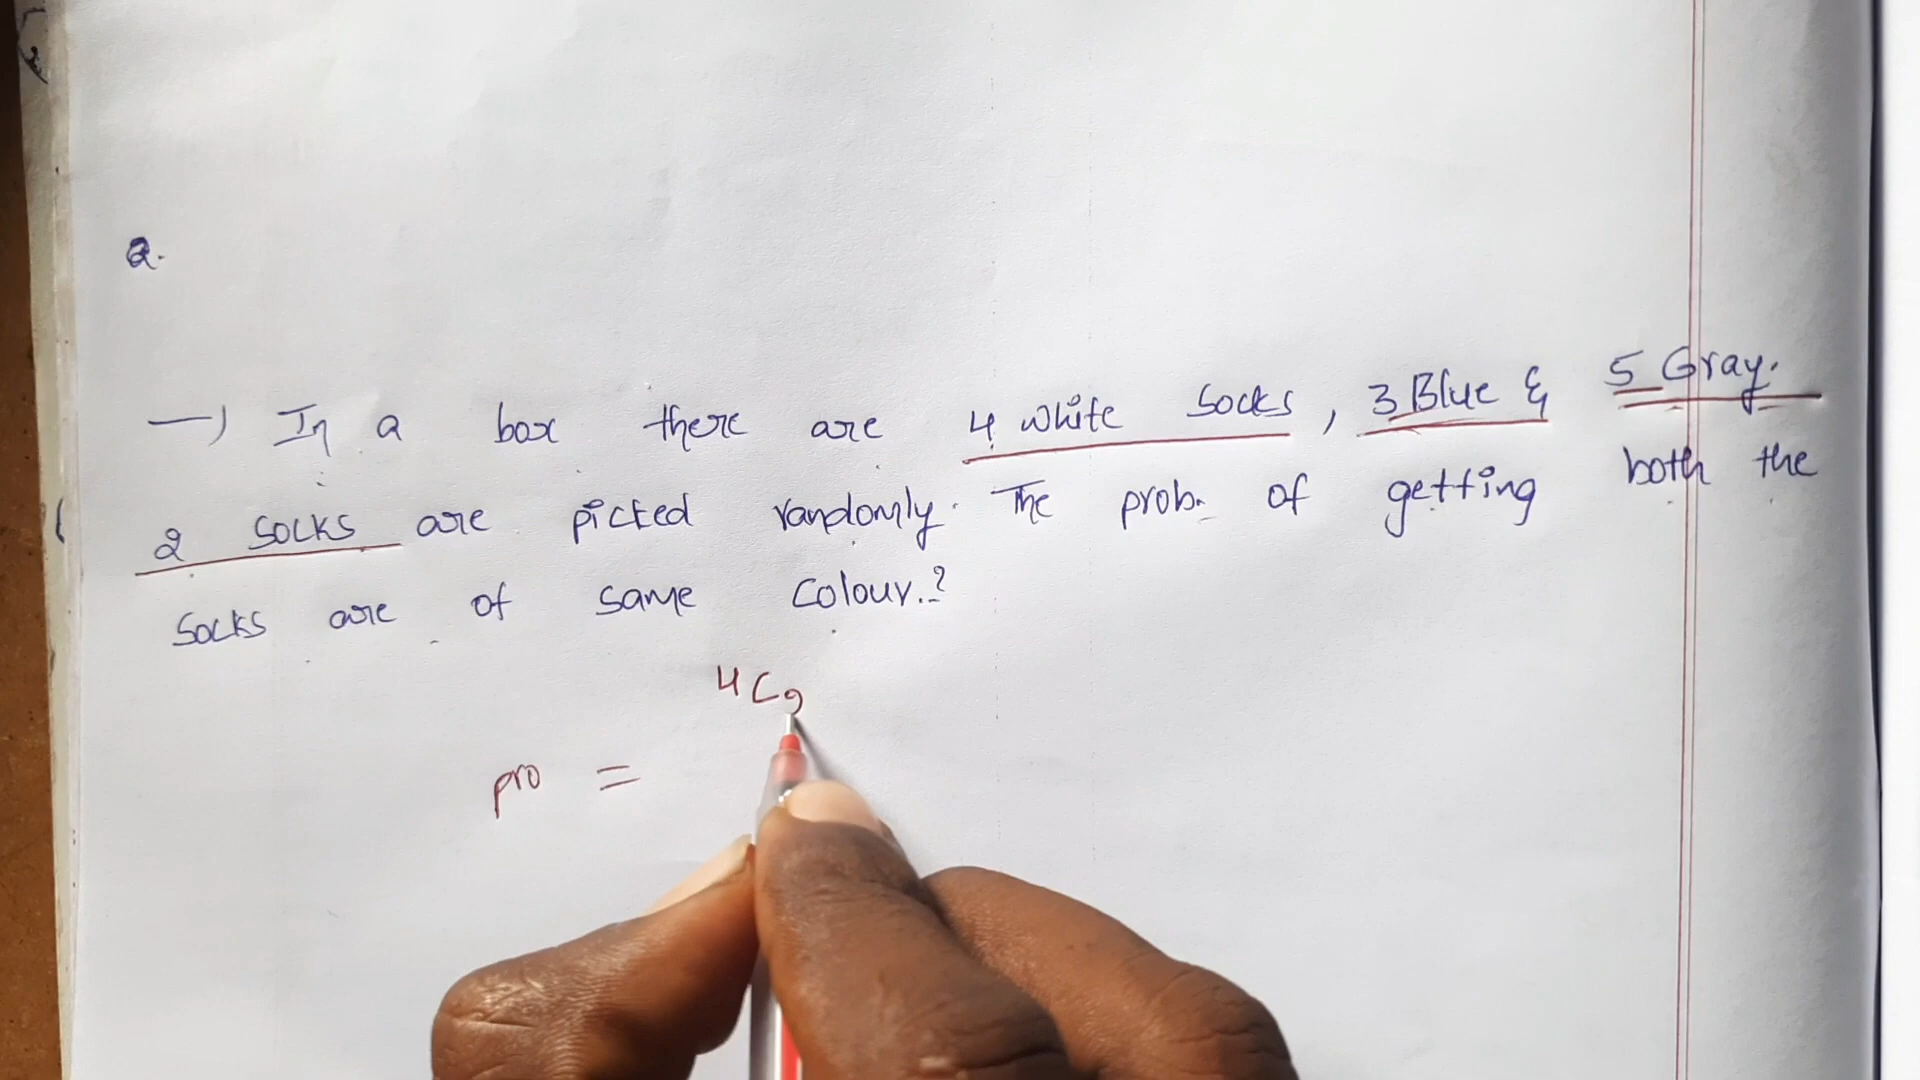 Q.
→ In a box there are 4 white Socks, 3 Blue & 5 Gray.
2 Socks are picked randomly. The prob. of getting both the
Socks are of same Colour.?
4C2
pro =